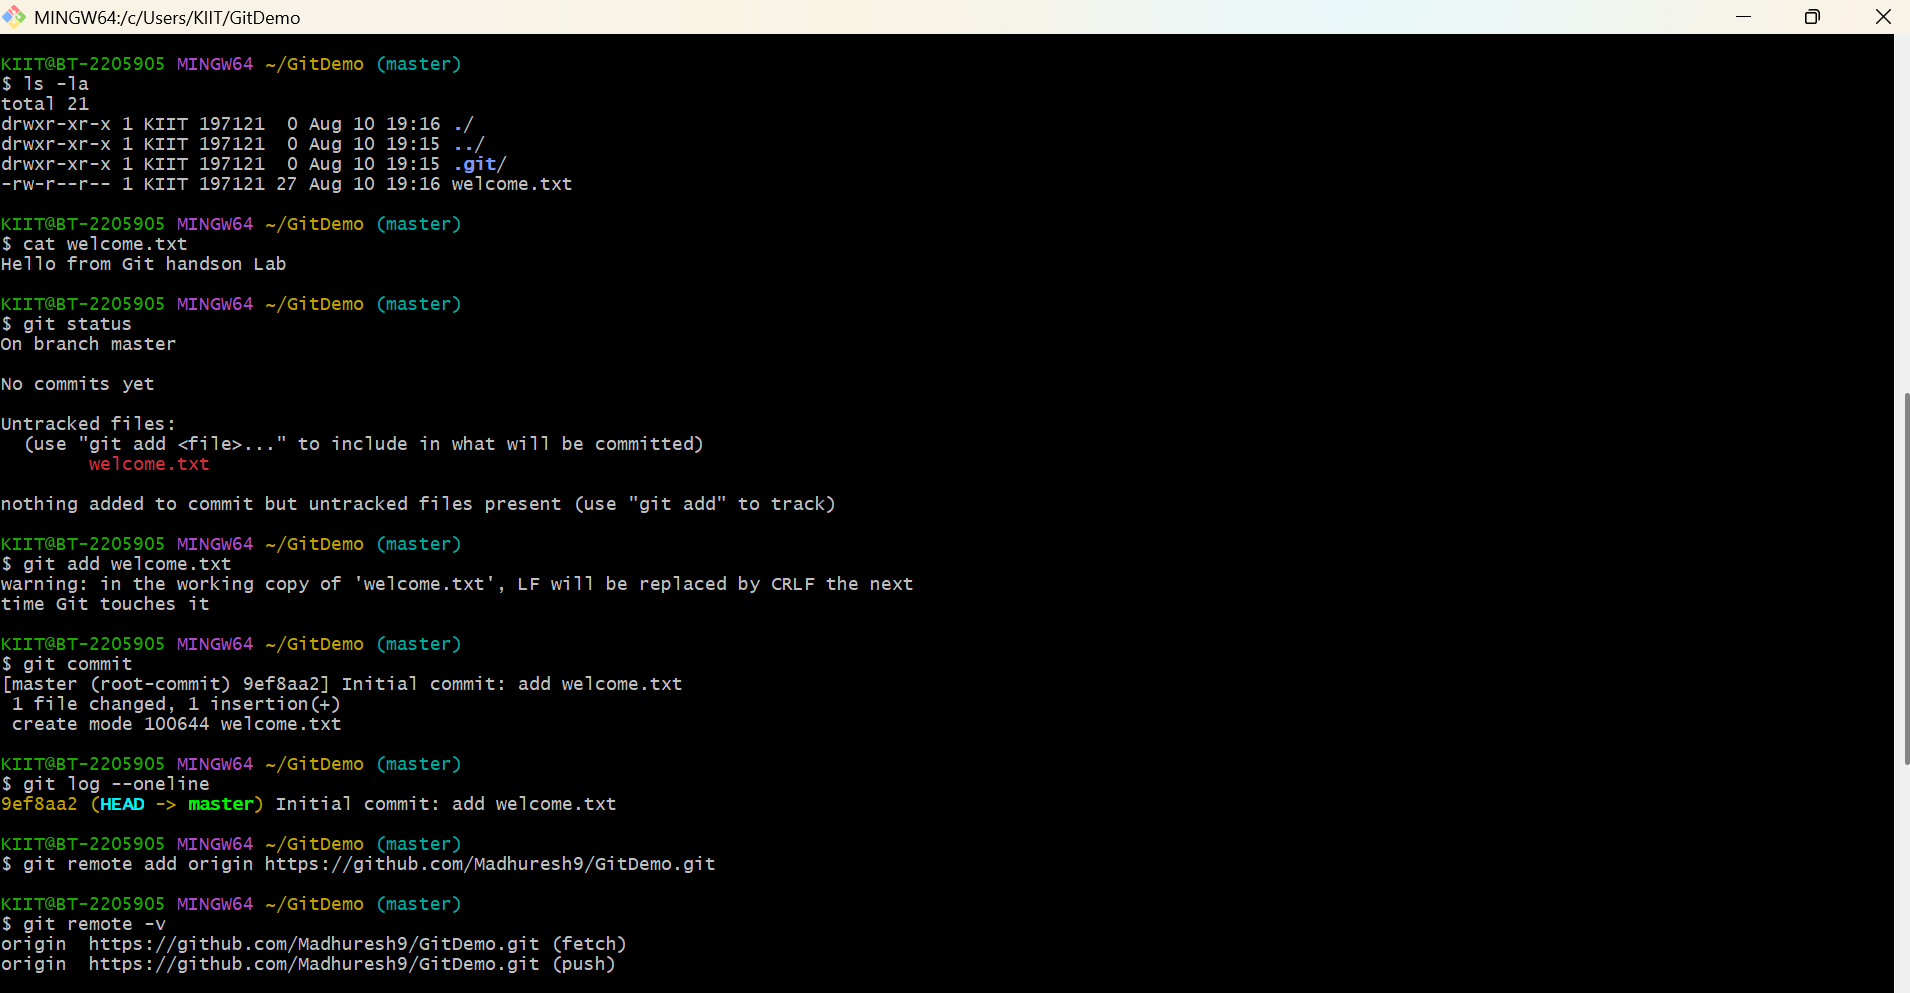 MINGW64:/c/Users/KIIT/GitDemo
KIIT@BT-2205905 MINGW64 ~/GitDemo (master)
$ ls -la
total 21
drwxr-xr-x 1 KIIT 197121  0 Aug 10 19:16 ./
drwxr-xr-x 1 KIIT 197121  0 Aug 10 19:15 ../
drwxr-xr-x 1 KIIT 197121  0 Aug 10 19:15 .git/
-rw-r--r-- 1 KIIT 197121 27 Aug 10 19:16 welcome.txt
KIIT@BT-2205905 MINGW64 ~/GitDemo (master)
$ cat welcome.txt
Hello from Git handson Lab
KIIT@BT-2205905 MINGW64 ~/GitDemo (master)
$ git status
On branch master
No commits yet
Untracked files:
  (use "git add <file>..." to include in what will be committed)
        welcome.txt
nothing added to commit but untracked files present (use "git add" to track)
KIIT@BT-2205905 MINGW64 ~/GitDemo (master)
$ git add welcome.txt
warning: in the working copy of 'welcome.txt', LF will be replaced by CRLF the next
time Git touches it
KIIT@BT-2205905 MINGW64 ~/GitDemo (master)
$ git commit
[master (root-commit) 9ef8aa2] Initial commit: add welcome.txt
 1 file changed, 1 insertion(+)
 create mode 100644 welcome.txt
KIIT@BT-2205905 MINGW64 ~/GitDemo (master)
$ git log --oneline
9ef8aa2 (HEAD -> master) Initial commit: add welcome.txt
KIIT@BT-2205905 MINGW64 ~/GitDemo (master)
$ git remote add origin https://github.com/Madhuresh9/GitDemo.git
KIIT@BT-2205905 MINGW64 ~/GitDemo (master)
$ git remote -v
origin  https://github.com/Madhuresh9/GitDemo.git (fetch)
origin  https://github.com/Madhuresh9/GitDemo.git (push)